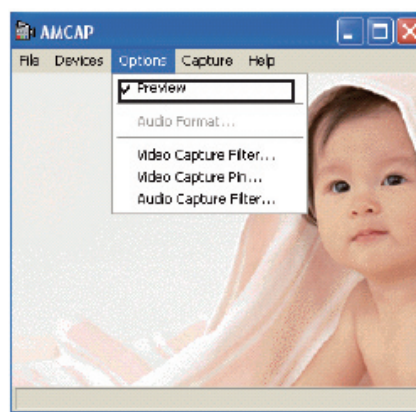 AMCAP
File Devices Options Capture Help
Preview
Audio Format...
Video Capture Filter...
Video Capture Pin...
Audio Capture Filter...